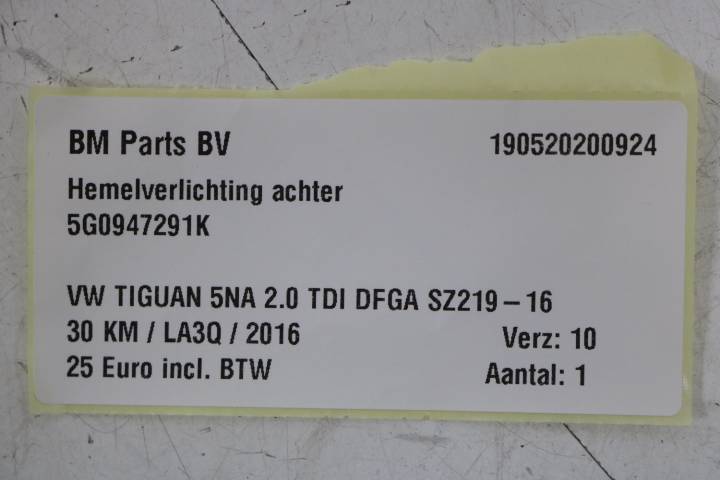 BM Parts BV 190520200924
Hemelverlichting achter
5G0947291K
VW TIGUAN 5NA 2.0 TDI DFGA SZ219 – 16
30 KM / LA3Q / 2016 Verz: 10
25 Euro incl. BTW Aantal: 1